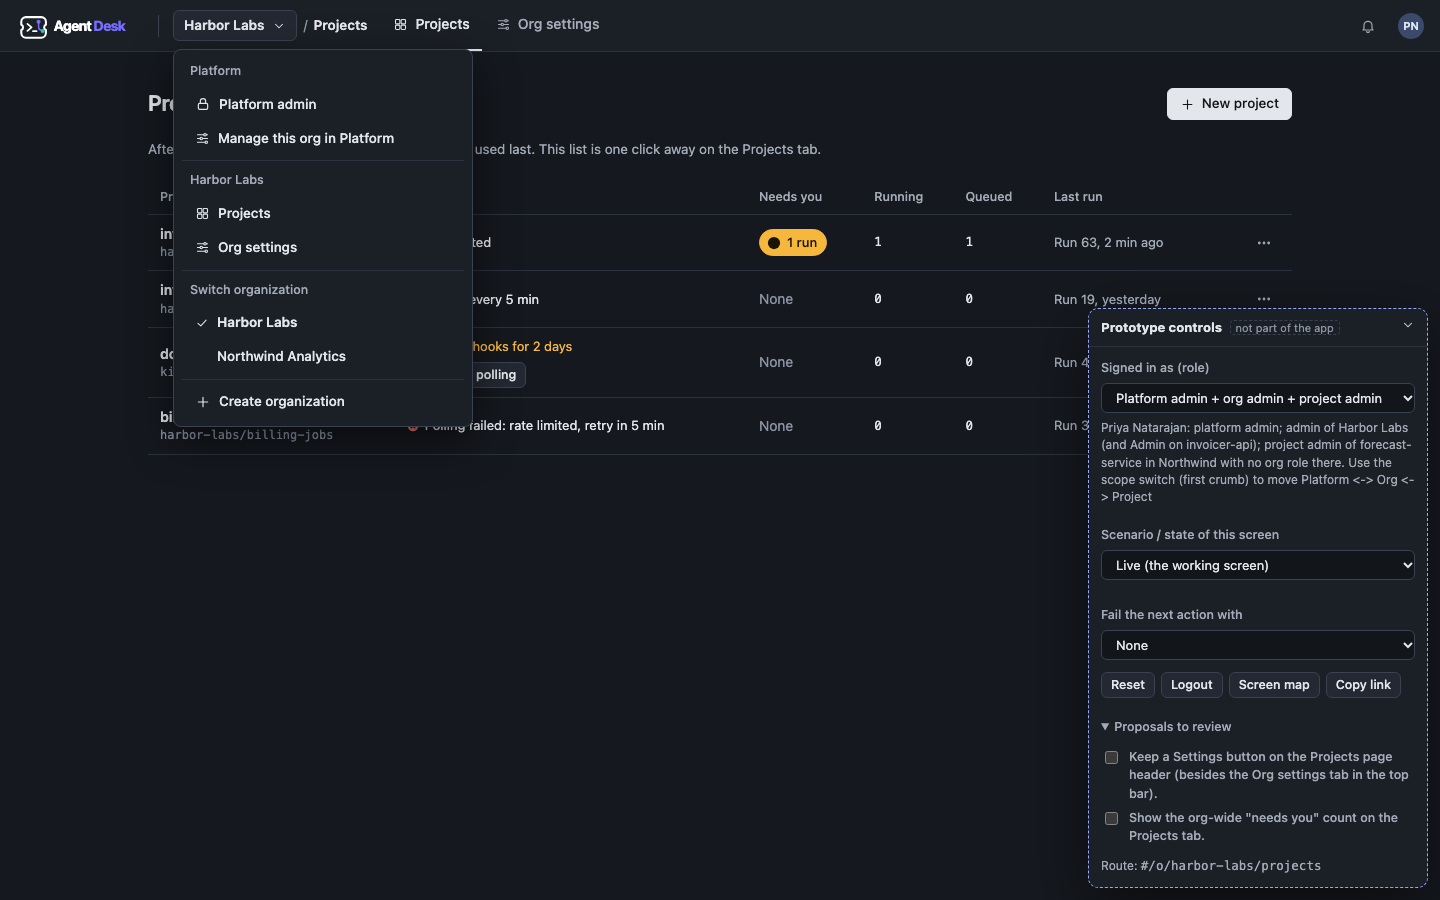 AgentDesk
Harbor Labs / Projects
Projects
Org settings
PN
Platform
Platform admin
Manage this org in Platform
Harbor Labs
Projects
Org settings
Switch organization
Harbor Labs
Northwind Analytics
Create organization
New project
used last. This list is one click away on the Projects tab.
Needs you Running Queued Last run
1 run 1 1 Run 63, 2 min ago
every 5 min None 0 0 Run 19, yesterday
hooks for 2 days
polling
None 0 0 Run 4
failed: rate limited, retry in 5 min None 0 0 Run 3
harbor-labs/billing-jobs
Prototype controls not part of the app
Signed in as (role)
Platform admin + org admin + project admin
Priya Natarajan: platform admin; admin of Harbor Labs
(and Admin on invoicer-api); project admin of forecast-
service in Northwind with no org role there. Use the
scope switch (first crumb) to move Platform <-> Org <-
> Project
Scenario / state of this screen
Live (the working screen)
Fail the next action with
None
Reset Logout Screen map Copy link
▼ Proposals to review
Keep a Settings button on the Projects page
header (besides the Org settings tab in the top
bar).
Show the org-wide "needs you" count on the
Projects tab.
Route: #/o/harbor-labs/projects